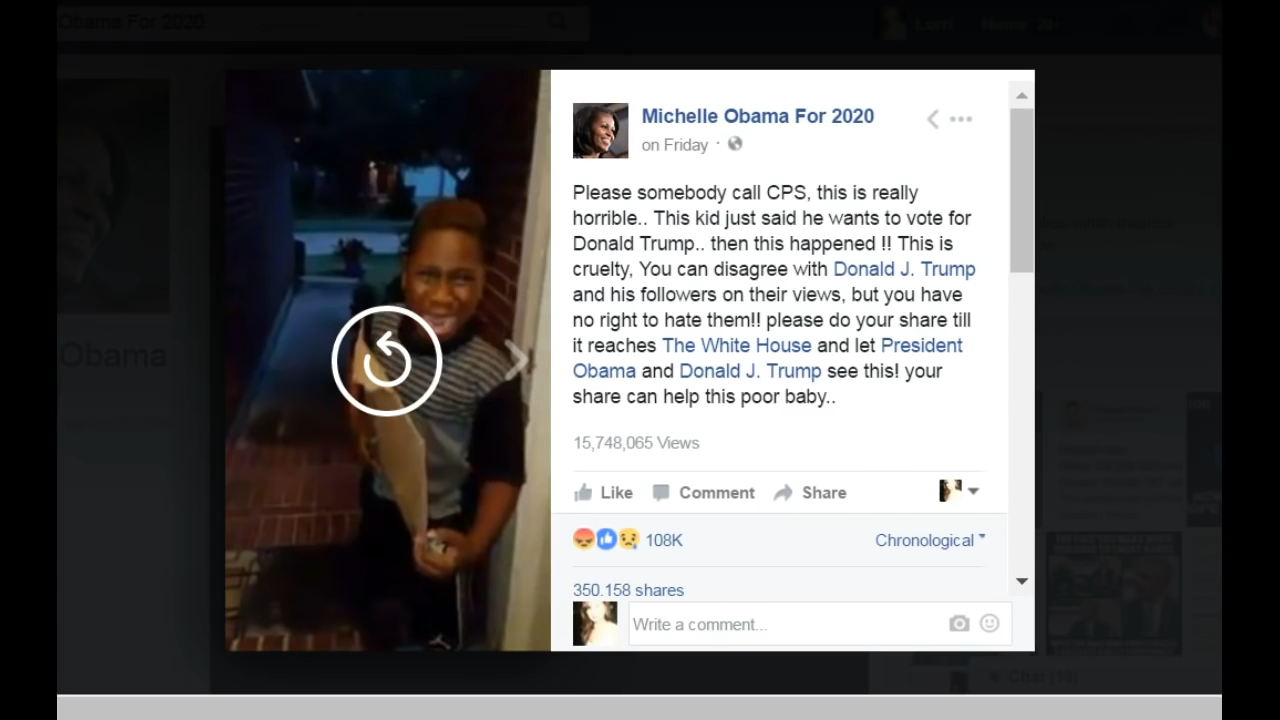 Obama For 2020
Michelle Obama For 2020
on Friday ·
Please somebody call CPS, this is really
horrible.. This kid just said he wants to vote for
Donald Trump.. then this happened !! This is
cruelty, You can disagree with Donald J. Trump
and his followers on their views, but you have
no right to hate them!! please do your share till
it reaches The White House and let President
Obama and Donald J. Trump see this! your
share can help this poor baby..
15,748,065 Views
Like Comment Share
108K Chronological
350,158 shares
Write a comment...
Obama
Chat